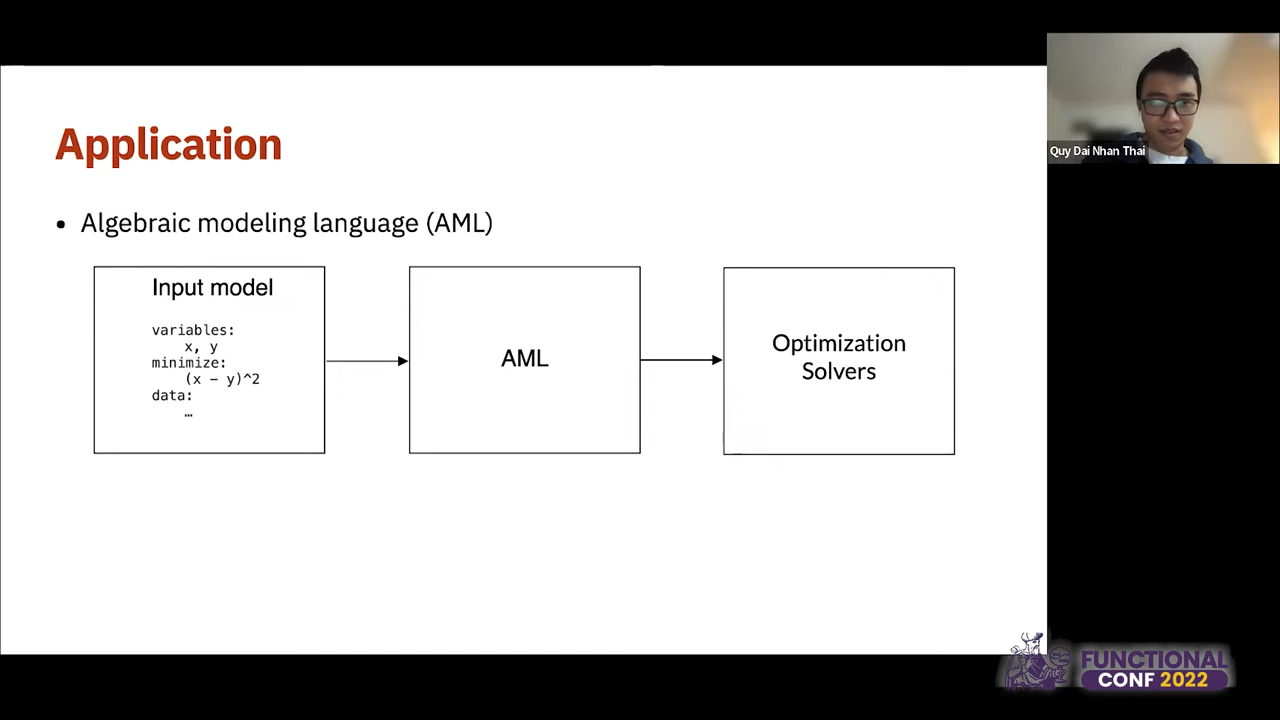 Application
• Algebraic modeling language (AML)
Input model
variables:
x, y
minimize:
(x - y)^2
data:
…
AML
Optimization
Solvers
Quy Dai Nhan Thai
FUNCTIONAL
CONF 2022